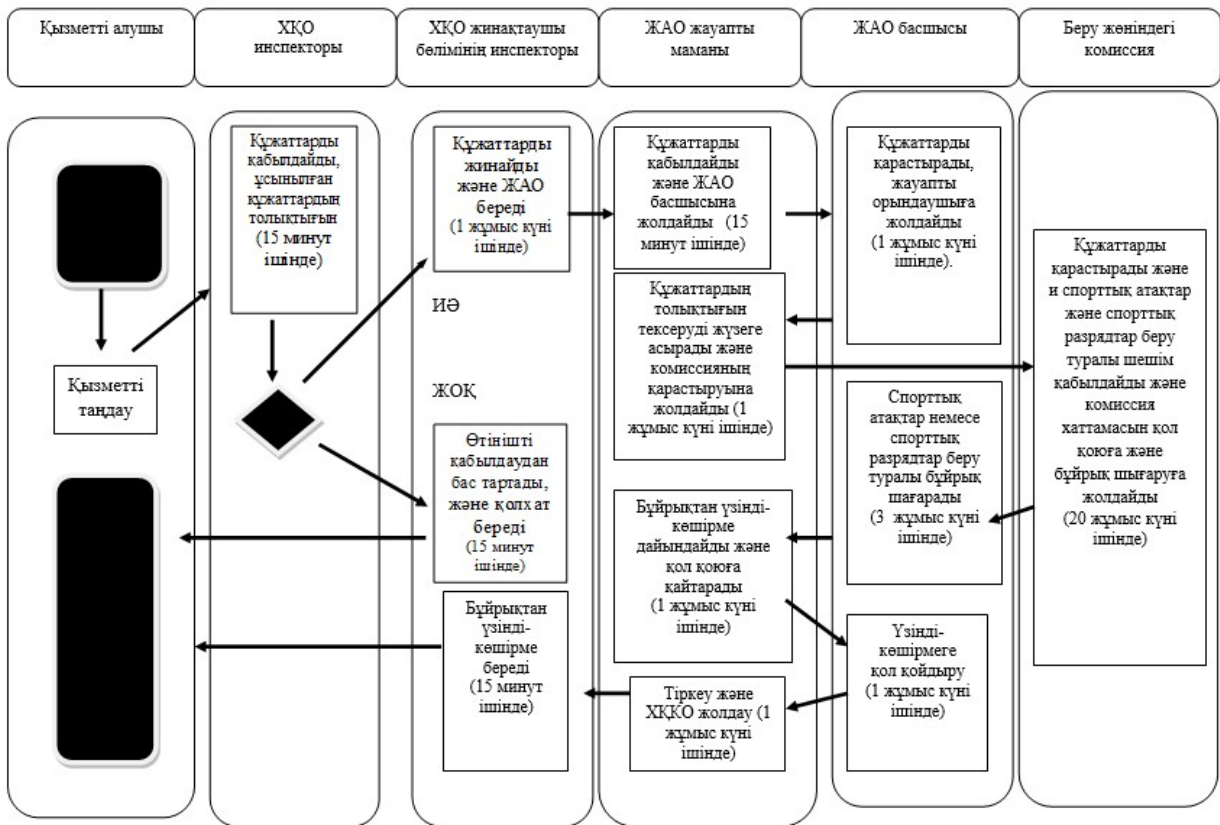 Қызметті алушы
ХҚО
инспекторы
ХҚО жинақтаушы
бөлімінің инспекторы
ЖАО жауапты
маманы
ЖАО басшысы
Беру жөніндегі
комиссия
Қызметті
таңдау
Құжаттарды
қабылдайды,
ұсынылған
құжаттардың
толықтығын
(15 минут
ішінде)
Құжаттарды
жинайды
және ЖАО
береді
(1 жұмыс күні
ішінде)
ИӘ
ЖОҚ
Өтінішті
қабылдаудан
бас тартады,
және қолхат
береді
(15 минут
ішінде)
Бұйрықтан
үзінді-
көшірме
береді
(15 минут
ішінде)
Құжаттарды
қабылдайды
және ЖАО
басшысына
жолдайды (15
минут ішінде)
Құжаттардың
толықтығын
тексеруді жүзеге
асырады және
комиссияның
қарастыруына
жолдайды (1
жұмыс күні ішінде)
Бұйрықтан үзінді-
көшірме
дайындайды және
қол қоюға
қайтарады
(1 жұмыс күні
ішінде)
Тіркеу және
ХҚКО жолдау (1
жұмыс күні
ішінде)
Құжаттарды
қарастырады,
жауапты
орындаушыға
жолдайды
(1 жұмыс күні
ішінде).
Спорттық
атақтар немесе
спорттық
разрядтар беру
туралы бұйрық
шағарады
(3 жұмыс күні
ішінде)
Үзінді-
көшірмеге
қол қойдыру
(1 жұмыс күні
ішінде)
Құжаттарды
қарастырады және
и спорттық атақтар
және спорттық
разрядтар беру
туралы шешім
қабылдайды және
комиссия
хаттамасын қол
қоюға және
бұйрық шығаруға
жолдайды
(20 жұмыс күні
ішінде)